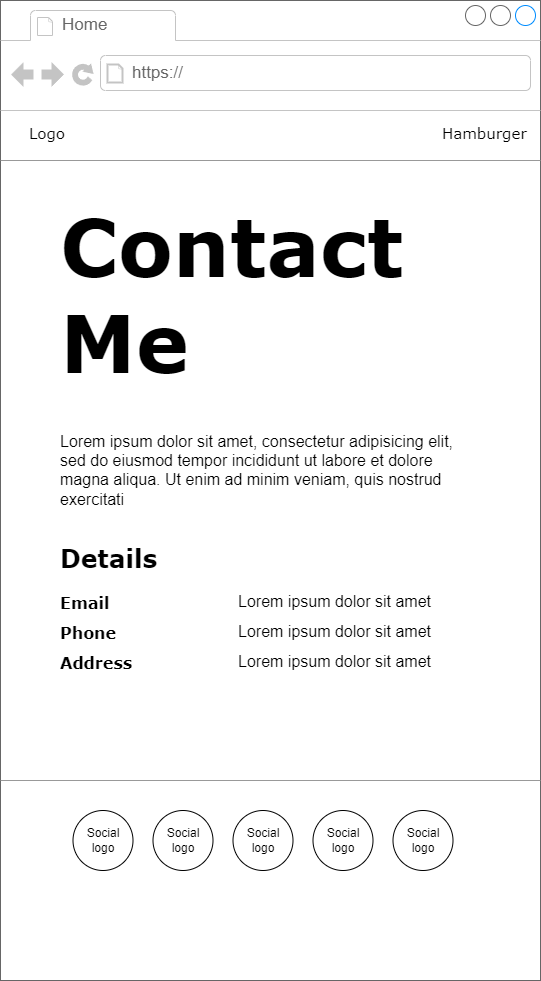 Home
https://
Logo
Hamburger
Contact
Me
Lorem ipsum dolor sit amet, consectetur adipisicing elit,
sed do eiusmod tempor incididunt ut labore et dolore
magna aliqua. Ut enim ad minim veniam, quis nostrud
exercitati
Details
Email Lorem ipsum dolor sit amet
Phone Lorem ipsum dolor sit amet
Address Lorem ipsum dolor sit amet
Social Social Social Social Social
logo logo logo logo logo